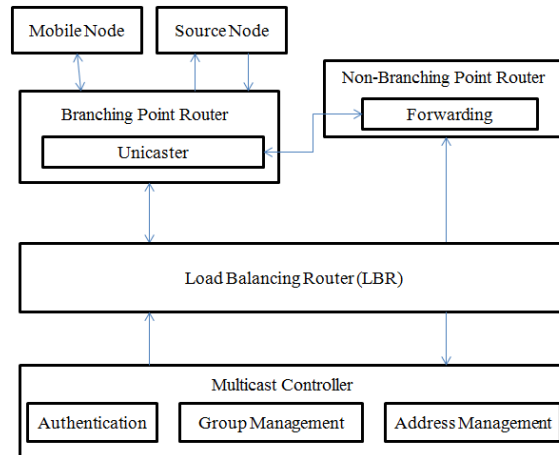 Mobile Node
Source Node
Non-Branching Point Router
Forwarding
Branching Point Router
Unicaster
Load Balancing Router (LBR)
Multicast Controller
Authentication
Group Management
Address Management